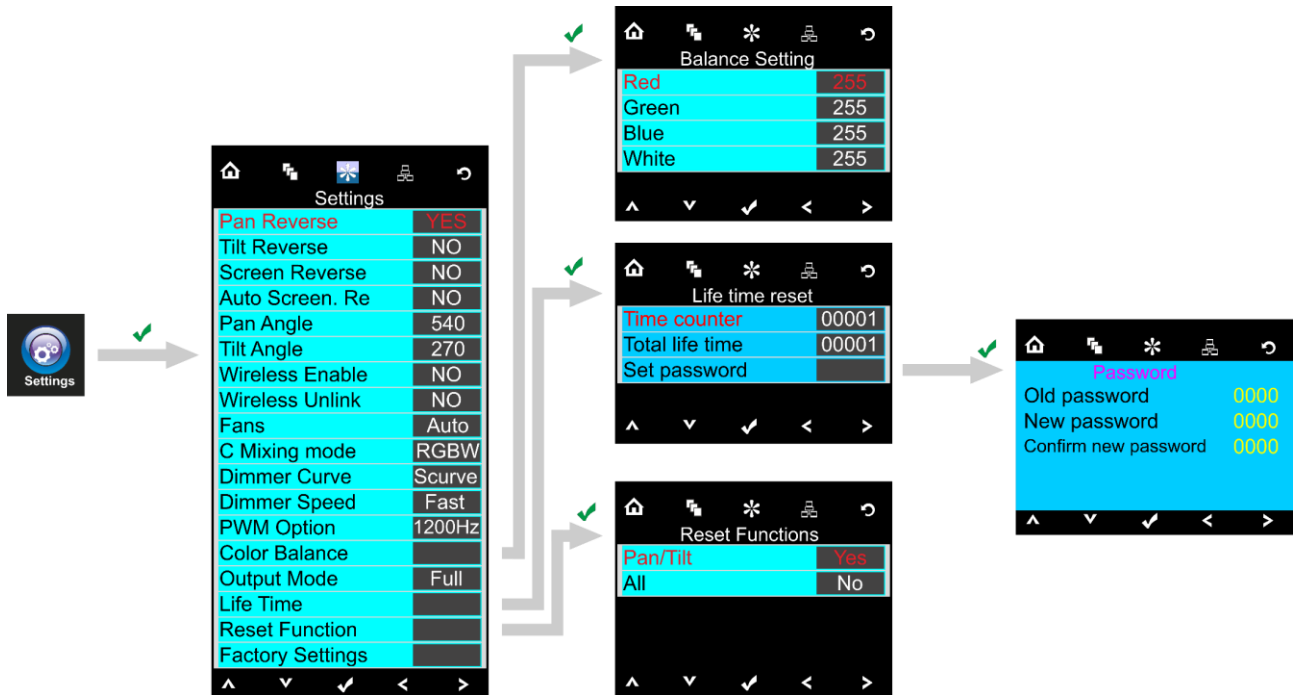 Settings
Settings
Pan Reverse YES
Tilt Reverse NO
Screen Reverse NO
Auto Screen. Re NO
Pan Angle 540
Tilt Angle 270
Wireless Enable NO
Wireless Unlink NO
Fans Auto
C Mixing mode RGBW
Dimmer Curve Scurve
Dimmer Speed Fast
PWM Option 1200Hz
Color Balance
Output Mode Full
Life Time
Reset Function
Factory Settings
Balance Setting
Red 255
Green 255
Blue 255
White 255
Life time reset
Time counter 00001
Total life time 00001
Set password
Reset Functions
Pan/Tilt Yes
All No
Password
Old password 0000
New password 0000
Confirm new password 0000